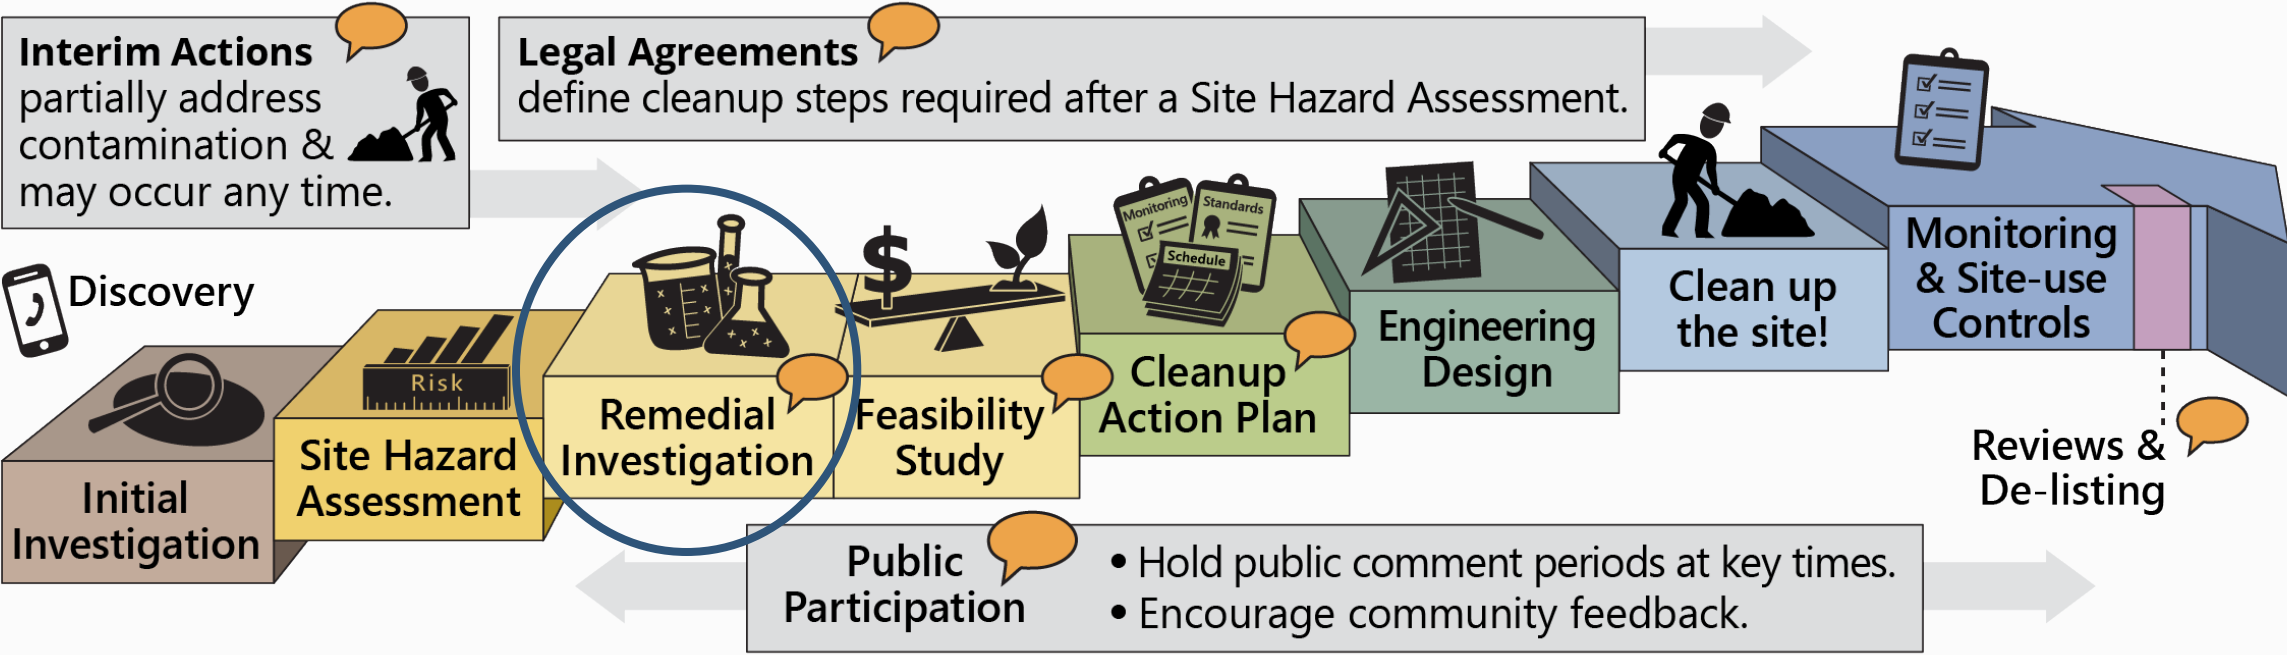 Interim Actions
partially address
contamination &
may occur any time.
Legal Agreements
define cleanup steps required after a Site Hazard Assessment.
Discovery
Initial
Investigation
Risk
Site Hazard
Assessment
Remedial
Investigation
$
Feasibility
Study
Monitoring
Standards
Schedule
Cleanup
Action Plan
Engineering
Design
Clean up
the site!
Monitoring
& Site-use
Controls
Reviews &
De-listing
Public
Participation
• Hold public comment periods at key times.
• Encourage community feedback.